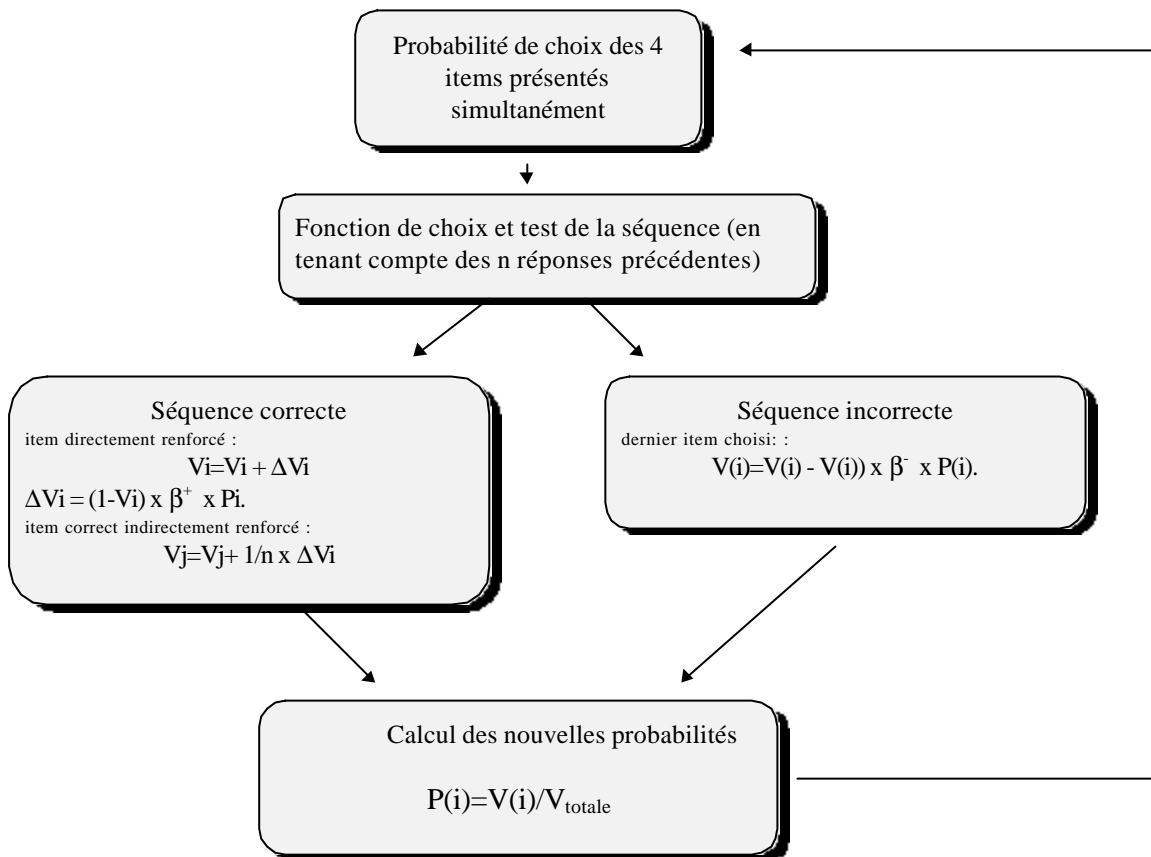 Probabilité de choix des 4
items présentés
simultanément
Fonction de choix et test de la séquence (en
tenant compte des n réponses précédentes)
Séquence correcte
item directement renforcé :
Vi=Vi + ΔVi
ΔVi = (1-Vi) x β⁺ x Pi.
item correct indirectement renforcé :
Vj=Vj+ 1/n x ΔVi
Séquence incorrecte
dernier item choisi: :
V(i)=V(i) - V(i)) x β⁻ x P(i).
Calcul des nouvelles probabilités
P(i)=V(i)/Vtotale